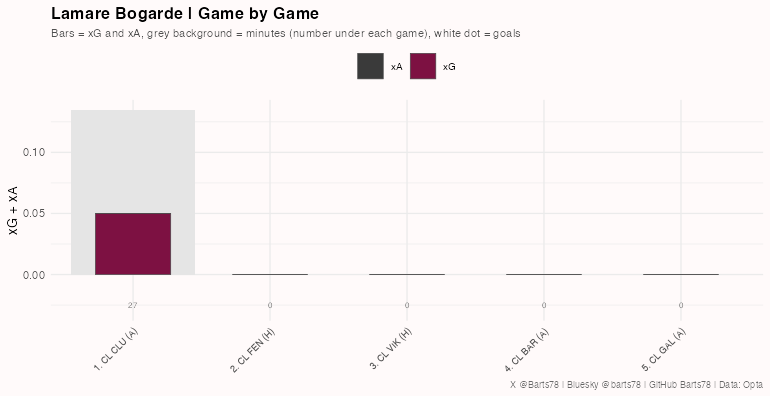 Lamare Bogarde | Game by Game
Bars = xG and xA, grey background = minutes (number under each game), white dot = goals
xA xG
xG + xA
0.10
0.05
0.00
27 0 0 0 0
1. CL CLU (A) 2. CL FEN (H) 3. CL VIK (H) 4. CL BAR (A) 5. CL GAL (A)
X @Barts78 | Bluesky @barts78 | GitHub Barts78 | Data: Opta